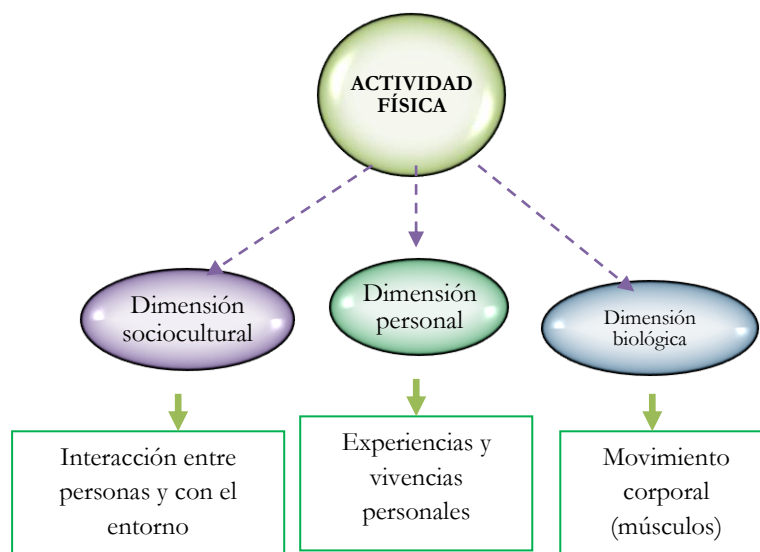 ACTIVIDAD
FÍSICA
Dimensión
sociocultural
Dimensión
personal
Dimensión
biológica
Interacción entre
personas y con el
entorno
Experiencias y
vivencias
personales
Movimiento
corporal
(músculos)